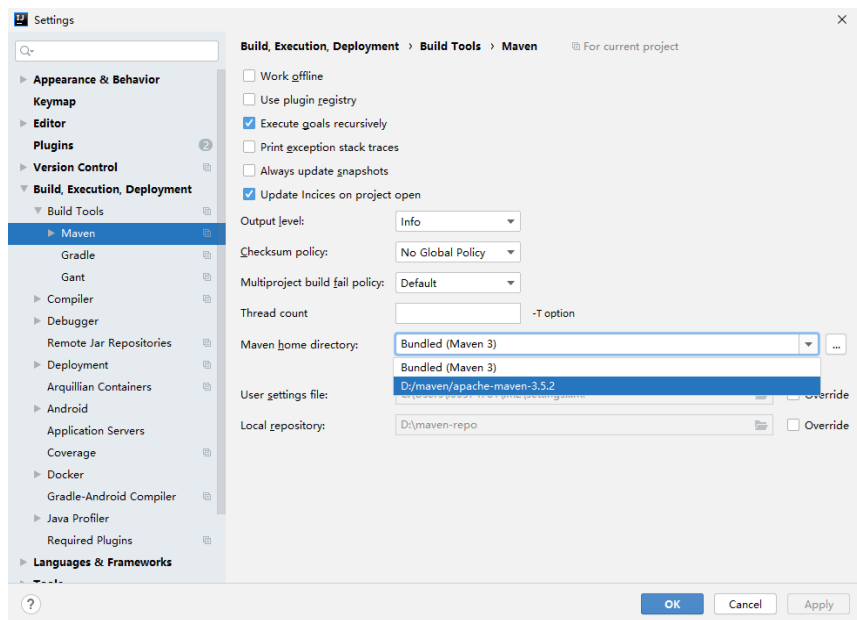 Settings
Build, Execution, Deployment › Build Tools › Maven For current project
Appearance & Behavior
Keymap
Editor
Plugins 2
Version Control
Build, Execution, Deployment
Build Tools
Maven
Gradle
Gant
Compiler
Debugger
Remote Jar Repositories
Deployment
Arquillian Containers
Android
Application Servers
Coverage
Docker
Gradle-Android Compiler
Java Profiler
Required Plugins
Languages & Frameworks
Tools
Work offline
Use plugin registry
Execute goals recursively
Print exception stack traces
Always update snapshots
Update Incices on project open
Output level: Info
Checksum policy: No Global Policy
Multiproject build fail policy: Default
Thread count -T option
Maven home directory: Bundled (Maven 3) ...
Bundled (Maven 3)
D:/maven/apache-maven-3.5.2
User settings file: Override
Local repository: D:\maven-repo Override
?
OK Cancel Apply